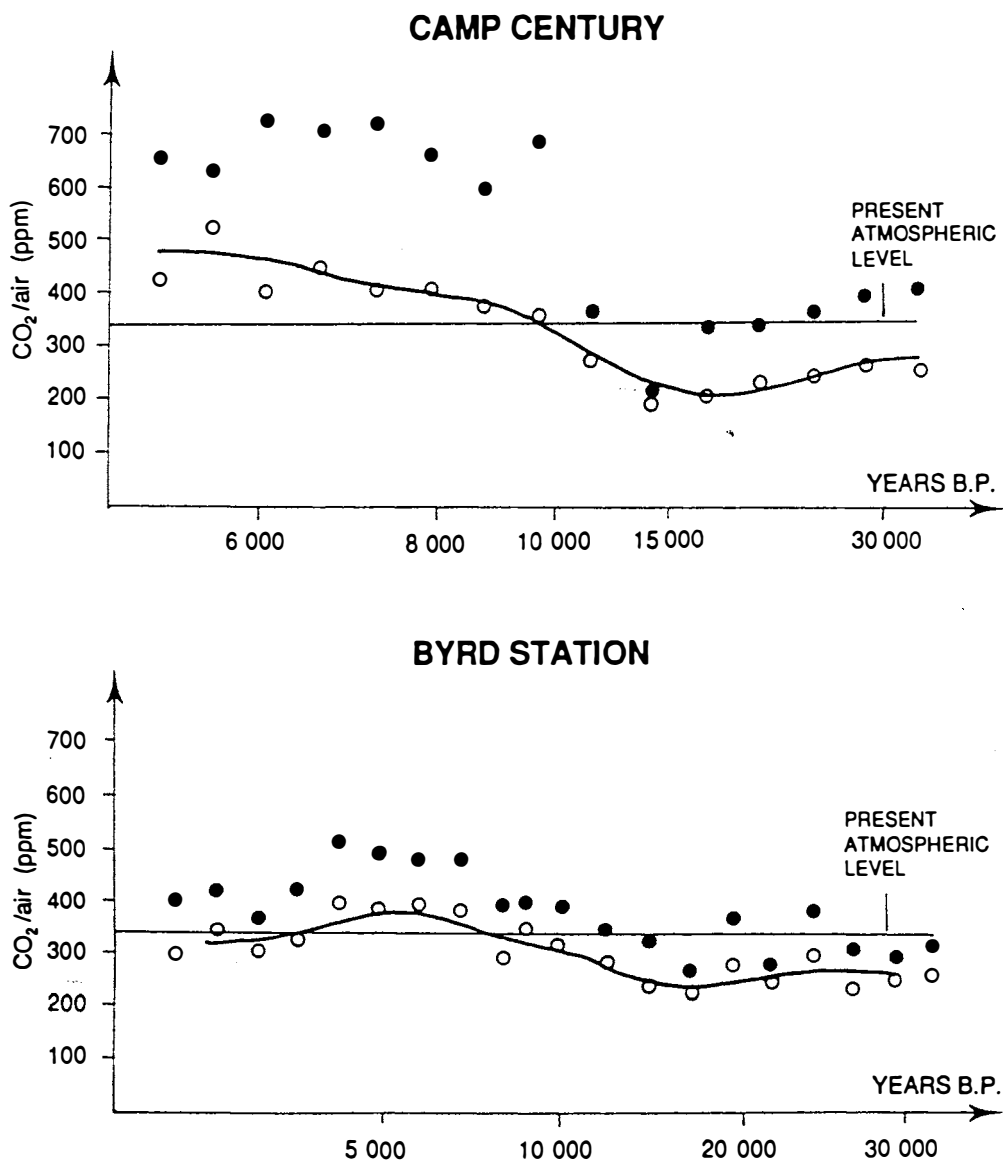 CAMP CENTURY
700
600
500
400
300
200
100
CO₂/air (ppm)
PRESENT
ATMOSPHERIC
LEVEL
YEARS B.P.
6 000 8 000 10 000 15 000 30 000
BYRD STATION
700
600
500
400
300
200
100
CO₂/air (ppm)
PRESENT
ATMOSPHERIC
LEVEL
YEARS B.P.
5 000 10 000 20 000 30 000